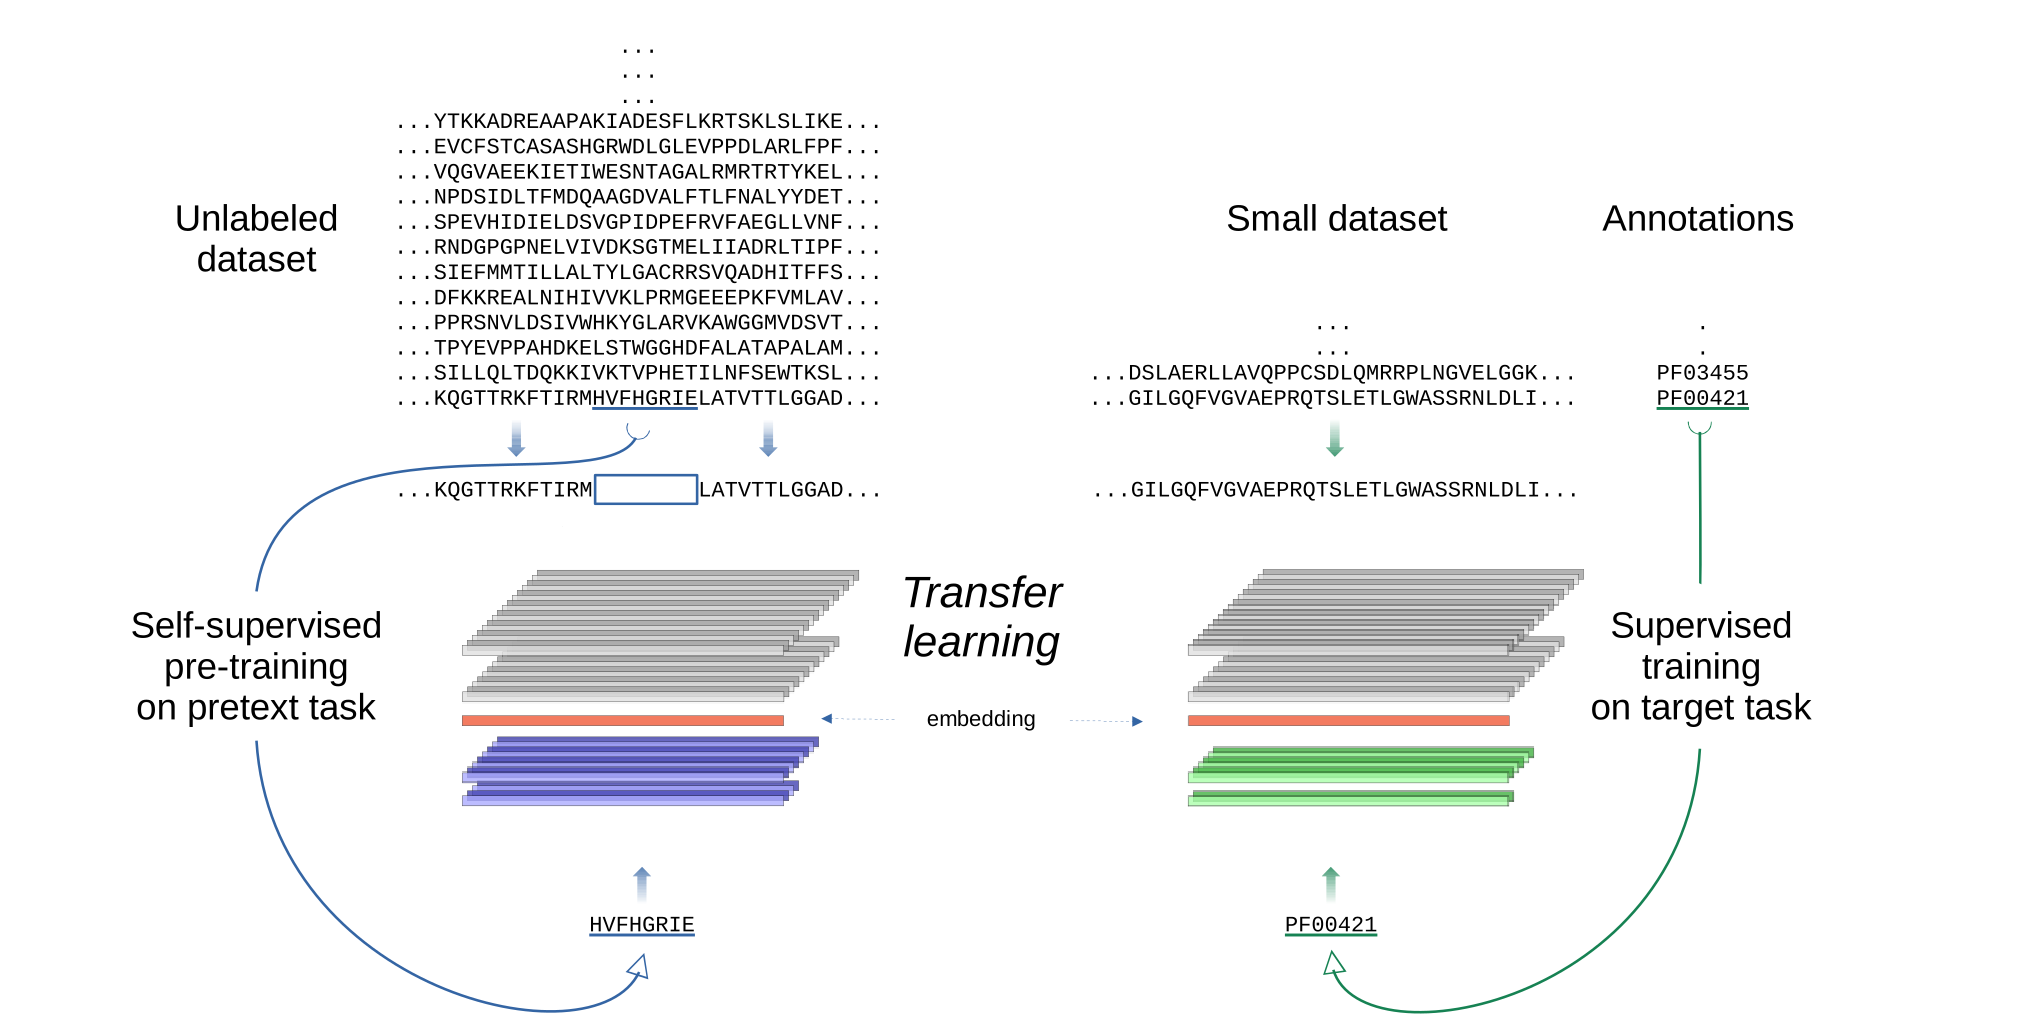 ...
...
...
...YTKKADREAAPAKIADESFLKRTSKLSLIKE...
...EVCFSTCASASHGRWDLGLEVPPDLARLFPF...
...VQGVAEEKIETIWESNTAGALRMRTRTYKEL...
...NPDSIDLTFMDQAAGDVALFTLFNALYYDET...
...SPEVHIDIELDSVGPIDPEFRVFAEGLLVNF...
...RNDGPGPNELVIVDKSGTMELIIADRLTIPF...
...SIEFMMTILLALTYLGACRRSVQADHITFFS...
...DFKKREALNIHIVVKLPRMGEEEPKFVMLAV...
...PPRSNVLDSIVWHKYGLARVKAWGGMVDSVT...
...TPYEVPPAHDKELSTWGGHDFALATAPALAM...
...SILLQLTDQKKIVKTVPHETILNFSEWTKSL...
...KQGTTRKFTIRMHVFHGRIELATVTTLGGAD...
Unlabeled
dataset
...KQGTTRKFTIRM LATVTTLGGAD...
Self-supervised
pre-training
on pretext task
HVFHGRIE
Transfer
learning
embedding
Small dataset
...
...
...DSLAERLLAVQPPCSDLQMRRPLNGVELGGK...
...GILGQFVGVAEPRQTSLETLGWASSRNLDLI...
...GILGQFVGVAEPRQTSLETLGWASSRNLDLI...
Annotations
.
.
PF03455
PF00421
Supervised
training
on target task
PF00421